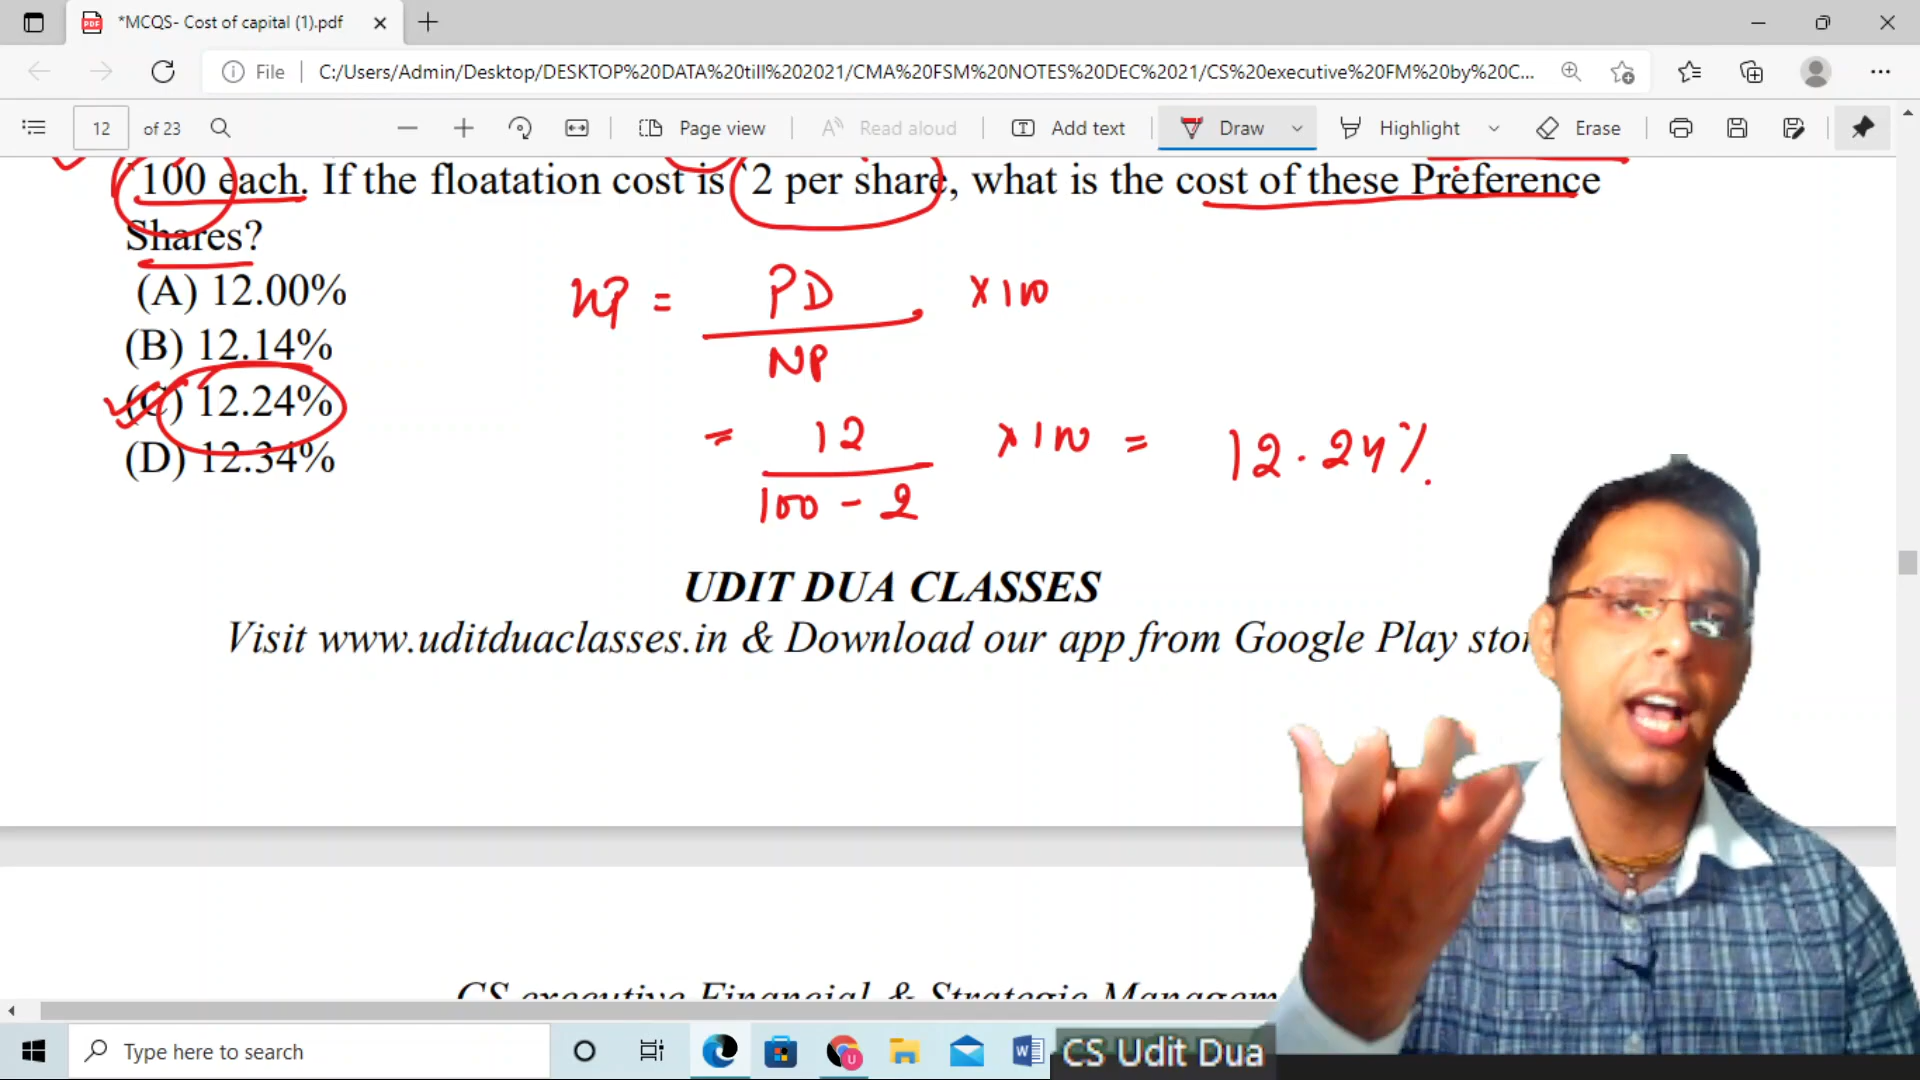 *MCQS- Cost of capital (1).pdf
File
C:/Users/Admin/Desktop/DESKTOP%20DATA%20till%202021/CMA%20FSM%20NOTES%20DEC%2021/CS%20executive%20FM%20by%20C...
12 of 23
Page view
Read aloud
Add text
Draw
Highlight
Erase
`100 each. If the floatation cost is `2 per share, what is the cost of these Preference
Shares?
(A) 12.00%
(B) 12.14%
(C) 12.24%
(D) 12.34%
= PD ×100
NP
= 12 ×100 = 12.24%
100 - 2
UDIT DUA CLASSES
Visit www.uditduaclasses.in & Download our app from Google Play
CS executive Financial & Strategic
Type here to search
CS Udit Dua